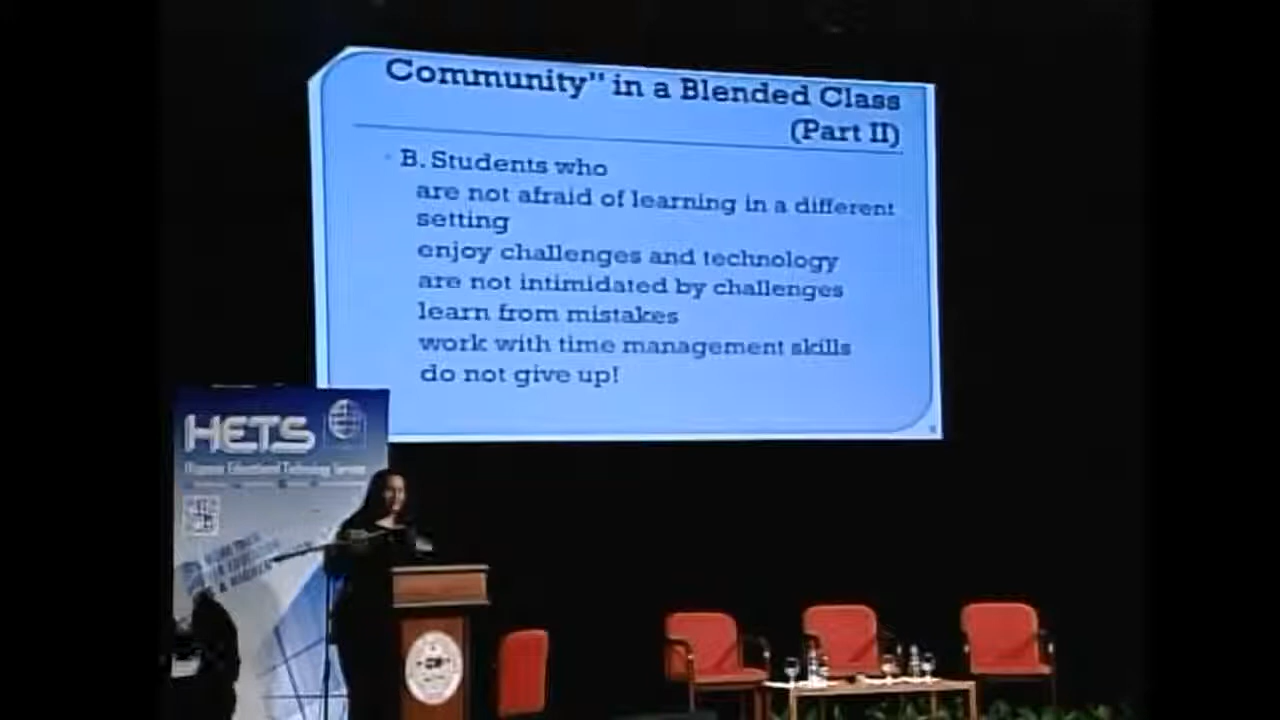 Community" in a Blended Class
(Part II)
B. Students who
are not afraid of learning in a different
setting
enjoy challenges and technology
are not intimidated by challenges
learn from mistakes
work with time management skills
do not give up!
HETS